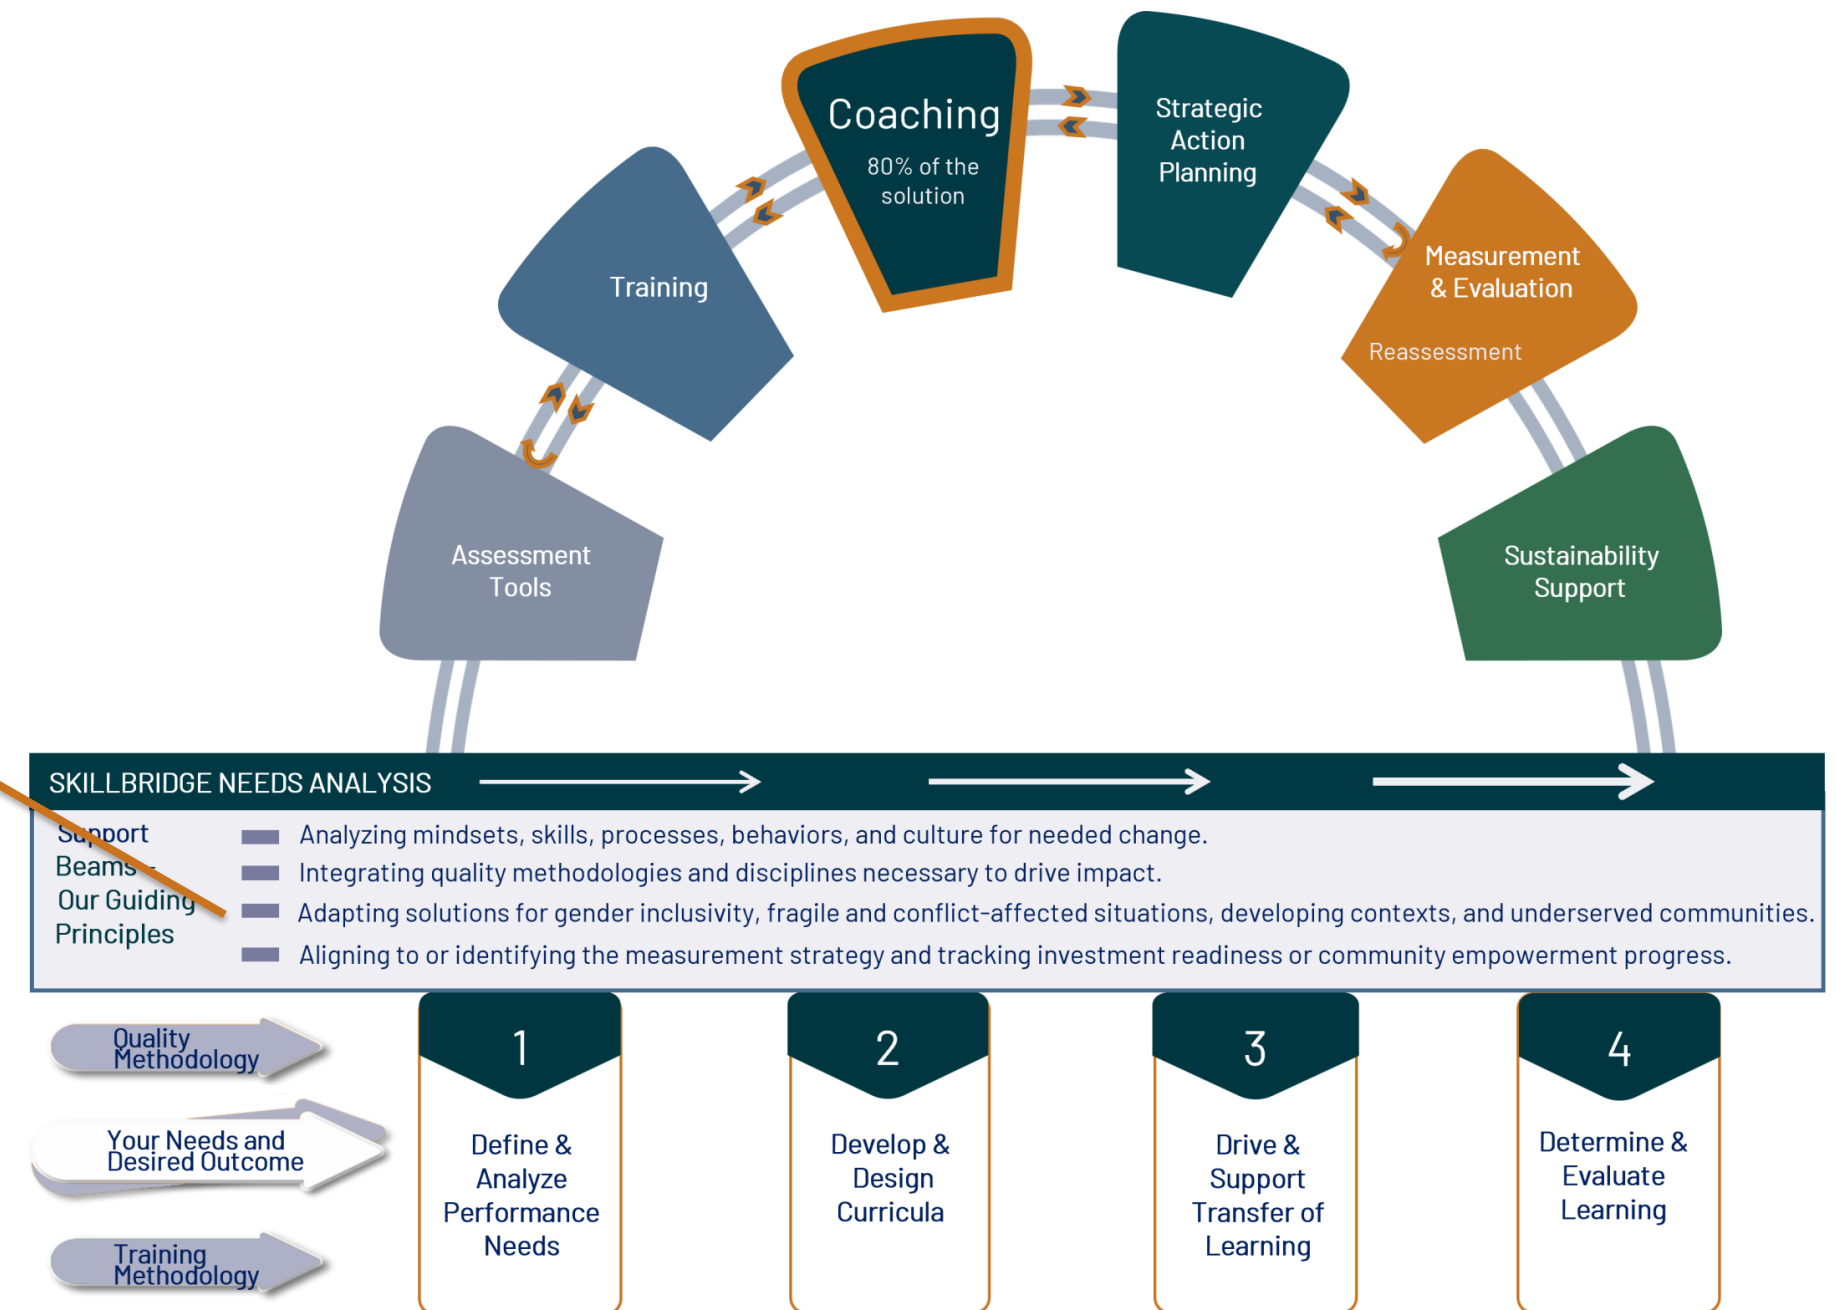 Coaching
80% of the
solution
Strategic
Action
Planning
Training
Measurement
& Evaluation
Reassessment
Assessment
Tools
Sustainability
Support
SKILLBRIDGE NEEDS ANALYSIS
Support
Beams –
Our Guiding
Principles
Analyzing mindsets, skills, processes, behaviors, and culture for needed change.
Integrating quality methodologies and disciplines necessary to drive impact.
Adapting solutions for gender inclusivity, fragile and conflict-affected situations, developing contexts, and underserved communities.
Aligning to or identifying the measurement strategy and tracking investment readiness or community empowerment progress.
Quality
Methodology
Your Needs and
Desired Outcome
Training
Methodology
1
Define &
Analyze
Performance
Needs
2
Develop &
Design
Curricula
3
Drive &
Support
Transfer of
Learning
4
Determine &
Evaluate
Learning